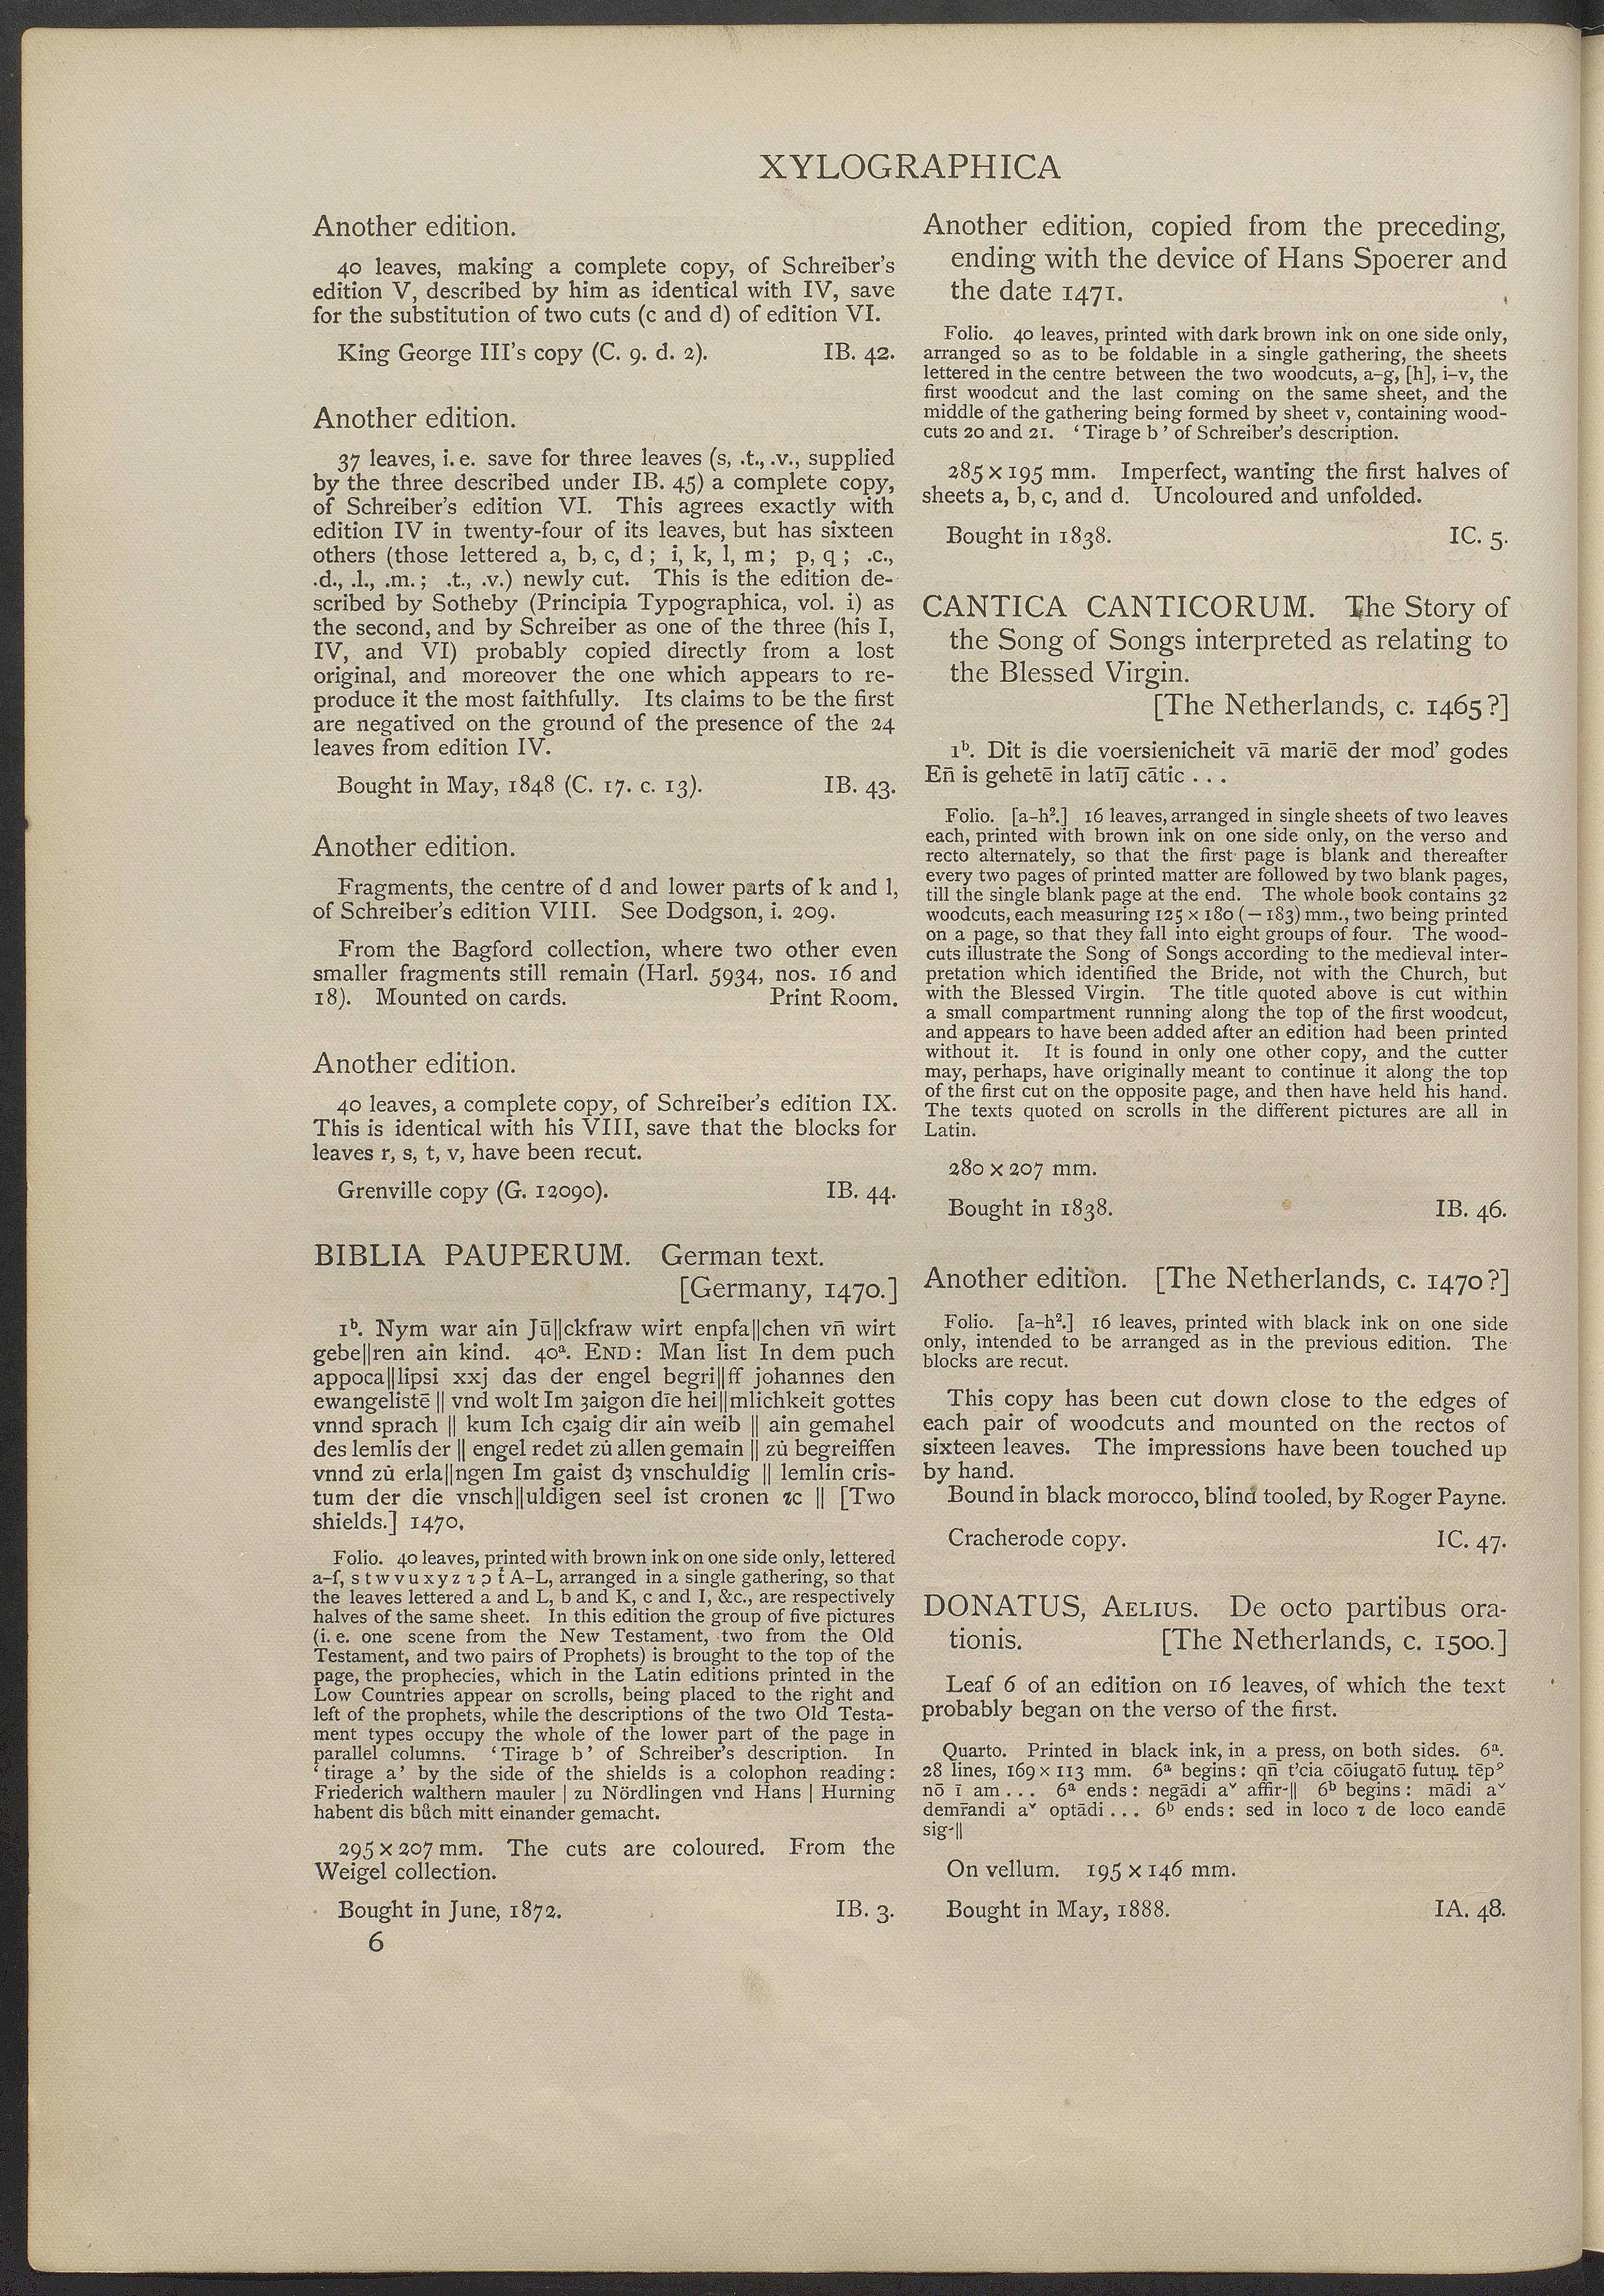 XYLOGRAPHICA
Another edition.
40 leaves, making a complete copy, of Schreiber's
edition V, described by him as identical with IV, save
for the substitution of two cuts (c and d) of edition VI.
King George III's copy (C. 9. d. 2). IB. 42.
Another edition.
37 leaves, i.e. save for three leaves (s, .t., .v., supplied
by the three described under IB. 45) a complete copy,
of Schreiber's edition VI. This agrees exactly with
edition IV in twenty-four of its leaves, but has sixteen
others (those lettered a, b, c, d; i, k, l, m; p, q; .c.,
.d., .l., .m.; .t., .v.) newly cut. This is the edition de-
scribed by Sotheby (Principia Typographica, vol. i) as
the second, and by Schreiber as one of the three (his I,
IV, and VI) probably copied directly from a lost
original, and moreover the one which appears to re-
produce it the most faithfully. Its claims to be the first
are negatived on the ground of the presence of the 24
leaves from edition IV.
Bought in May, 1848 (C. 17. c. 13). IB. 43.
Another edition.
Fragments, the centre of d and lower parts of k and l,
of Schreiber's edition VIII. See Dodgson, i. 209.
From the Bagford collection, where two other even
smaller fragments still remain (Harl. 5934, nos. 16 and
18). Mounted on cards. Print Room.
Another edition.
40 leaves, a complete copy, of Schreiber's edition IX.
This is identical with his VIII, save that the blocks for
leaves r, s, t, v, have been recut.
Grenville copy (G. 12090). IB. 44.
BIBLIA PAUPERUM. German text.
[Germany, 1470.]
1ᵇ. Nym war ain Jū||ckfraw wirt enpfa||chen vn̄ wirt
gebe||ren ain kind. 40ᵃ. END: Man list In dem puch
appoca||lipsi xxj das der engel begri||ff johannes den
ewangelistē || vnd wolt Im ʒaigon dīe hei||mlichkeit gottes
vnnd sprach || kum Ich cʒaig dir ain weib || ain gemahel
des lemlis der || engel redet zů allen gemain || zů begreiffen
vnnd zů erla||ngen Im gaist dʒ vnschuldig || lemlin cris-
tum der die vnsch||uldigen seel ist cronen ⁊c || [Two
shields.] 1470.
Folio. 40 leaves, printed with brown ink on one side only, lettered
a–f, s t w v u x y z ⁊ ꝯ A–L, arranged in a single gathering, so that
the leaves lettered a and L, b and K, c and I, &c., are respectively
halves of the same sheet. In this edition the group of five pictures
(i.e. one scene from the New Testament, two from the Old
Testament, and two pairs of Prophets) is brought to the top of the
page, the prophecies, which in the Latin editions printed in the
Low Countries appear on scrolls, being placed to the right and
left of the prophets, while the descriptions of the two Old Testa-
ment types occupy the whole of the lower part of the page in
parallel columns. ‘Tirage b’ of Schreiber's description. In
‘tirage a’ by the side of the shields is a colophon reading:
Friederich walthern mauler | zu Nördlingen vnd Hans | Hurning
habent dis bůch mitt einander gemacht.
295 × 207 mm. The cuts are coloured. From the
Weigel collection.
Bought in June, 1872. IB. 3.
6
Another edition, copied from the preceding,
ending with the device of Hans Spoerer and
the date 1471.
Folio. 40 leaves, printed with dark brown ink on one side only,
arranged so as to be foldable in a single gathering, the sheets
lettered in the centre between the two woodcuts, a–g, [h], i–v, the
first woodcut and the last coming on the same sheet, and the
middle of the gathering being formed by sheet v, containing wood-
cuts 20 and 21. ‘Tirage b’ of Schreiber's description.
285 × 195 mm. Imperfect, wanting the first halves of
sheets a, b, c, and d. Uncoloured and unfolded.
Bought in 1838. IC. 5.
CANTICA CANTICORUM. The Story of
the Song of Songs interpreted as relating to
the Blessed Virgin.
[The Netherlands, c. 1465?]
1ᵇ. Dit is die voersienicheit vā mariē der mod' godes
En̄ is gehetē in latīj cātic . . .
Folio. [a–h².] 16 leaves, arranged in single sheets of two leaves
each, printed with brown ink on one side only, on the verso and
recto alternately, so that the first page is blank and thereafter
every two pages of printed matter are followed by two blank pages,
till the single blank page at the end. The whole book contains 32
woodcuts, each measuring 125 × 180 (– 183) mm., two being printed
on a page, so that they fall into eight groups of four. The wood-
cuts illustrate the Song of Songs according to the medieval inter-
pretation which identified the Bride, not with the Church, but
with the Blessed Virgin. The title quoted above is cut within
a small compartment running along the top of the first woodcut,
and appears to have been added after an edition had been printed
without it. It is found in only one other copy, and the cutter
may, perhaps, have originally meant to continue it along the top
of the first cut on the opposite page, and then have held his hand.
The texts quoted on scrolls in the different pictures are all in
Latin.
280 × 207 mm.
Bought in 1838. IB. 46.
Another edition. [The Netherlands, c. 1470?]
Folio. [a–h².] 16 leaves, printed with black ink on one side
only, intended to be arranged as in the previous edition. The
blocks are recut.
This copy has been cut down close to the edges of
each pair of woodcuts and mounted on the rectos of
sixteen leaves. The impressions have been touched up
by hand.
Bound in black morocco, blind tooled, by Roger Payne.
Cracherode copy. IC. 47.
DONATUS, AELIUS. De octo partibus ora-
tionis. [The Netherlands, c. 1500.]
Leaf 6 of an edition on 16 leaves, of which the text
probably began on the verso of the first.
Quarto. Printed in black ink, in a press, on both sides. 6ᵃ.
28 lines, 169 × 113 mm. 6ᵃ begins: qn̄ t'cia cōiugatō futuꝝ tēpꝰ
nō ī am . . . 6ᵃ ends: negādi aᵛ affir-|| 6ᵇ begins: mādi aᵛ
demr̄andi aᵛ optādi . . . 6ᵇ ends: sed in loco ⁊ de loco eandē
sig-||
On vellum. 195 × 146 mm.
Bought in May, 1888. IA. 48.